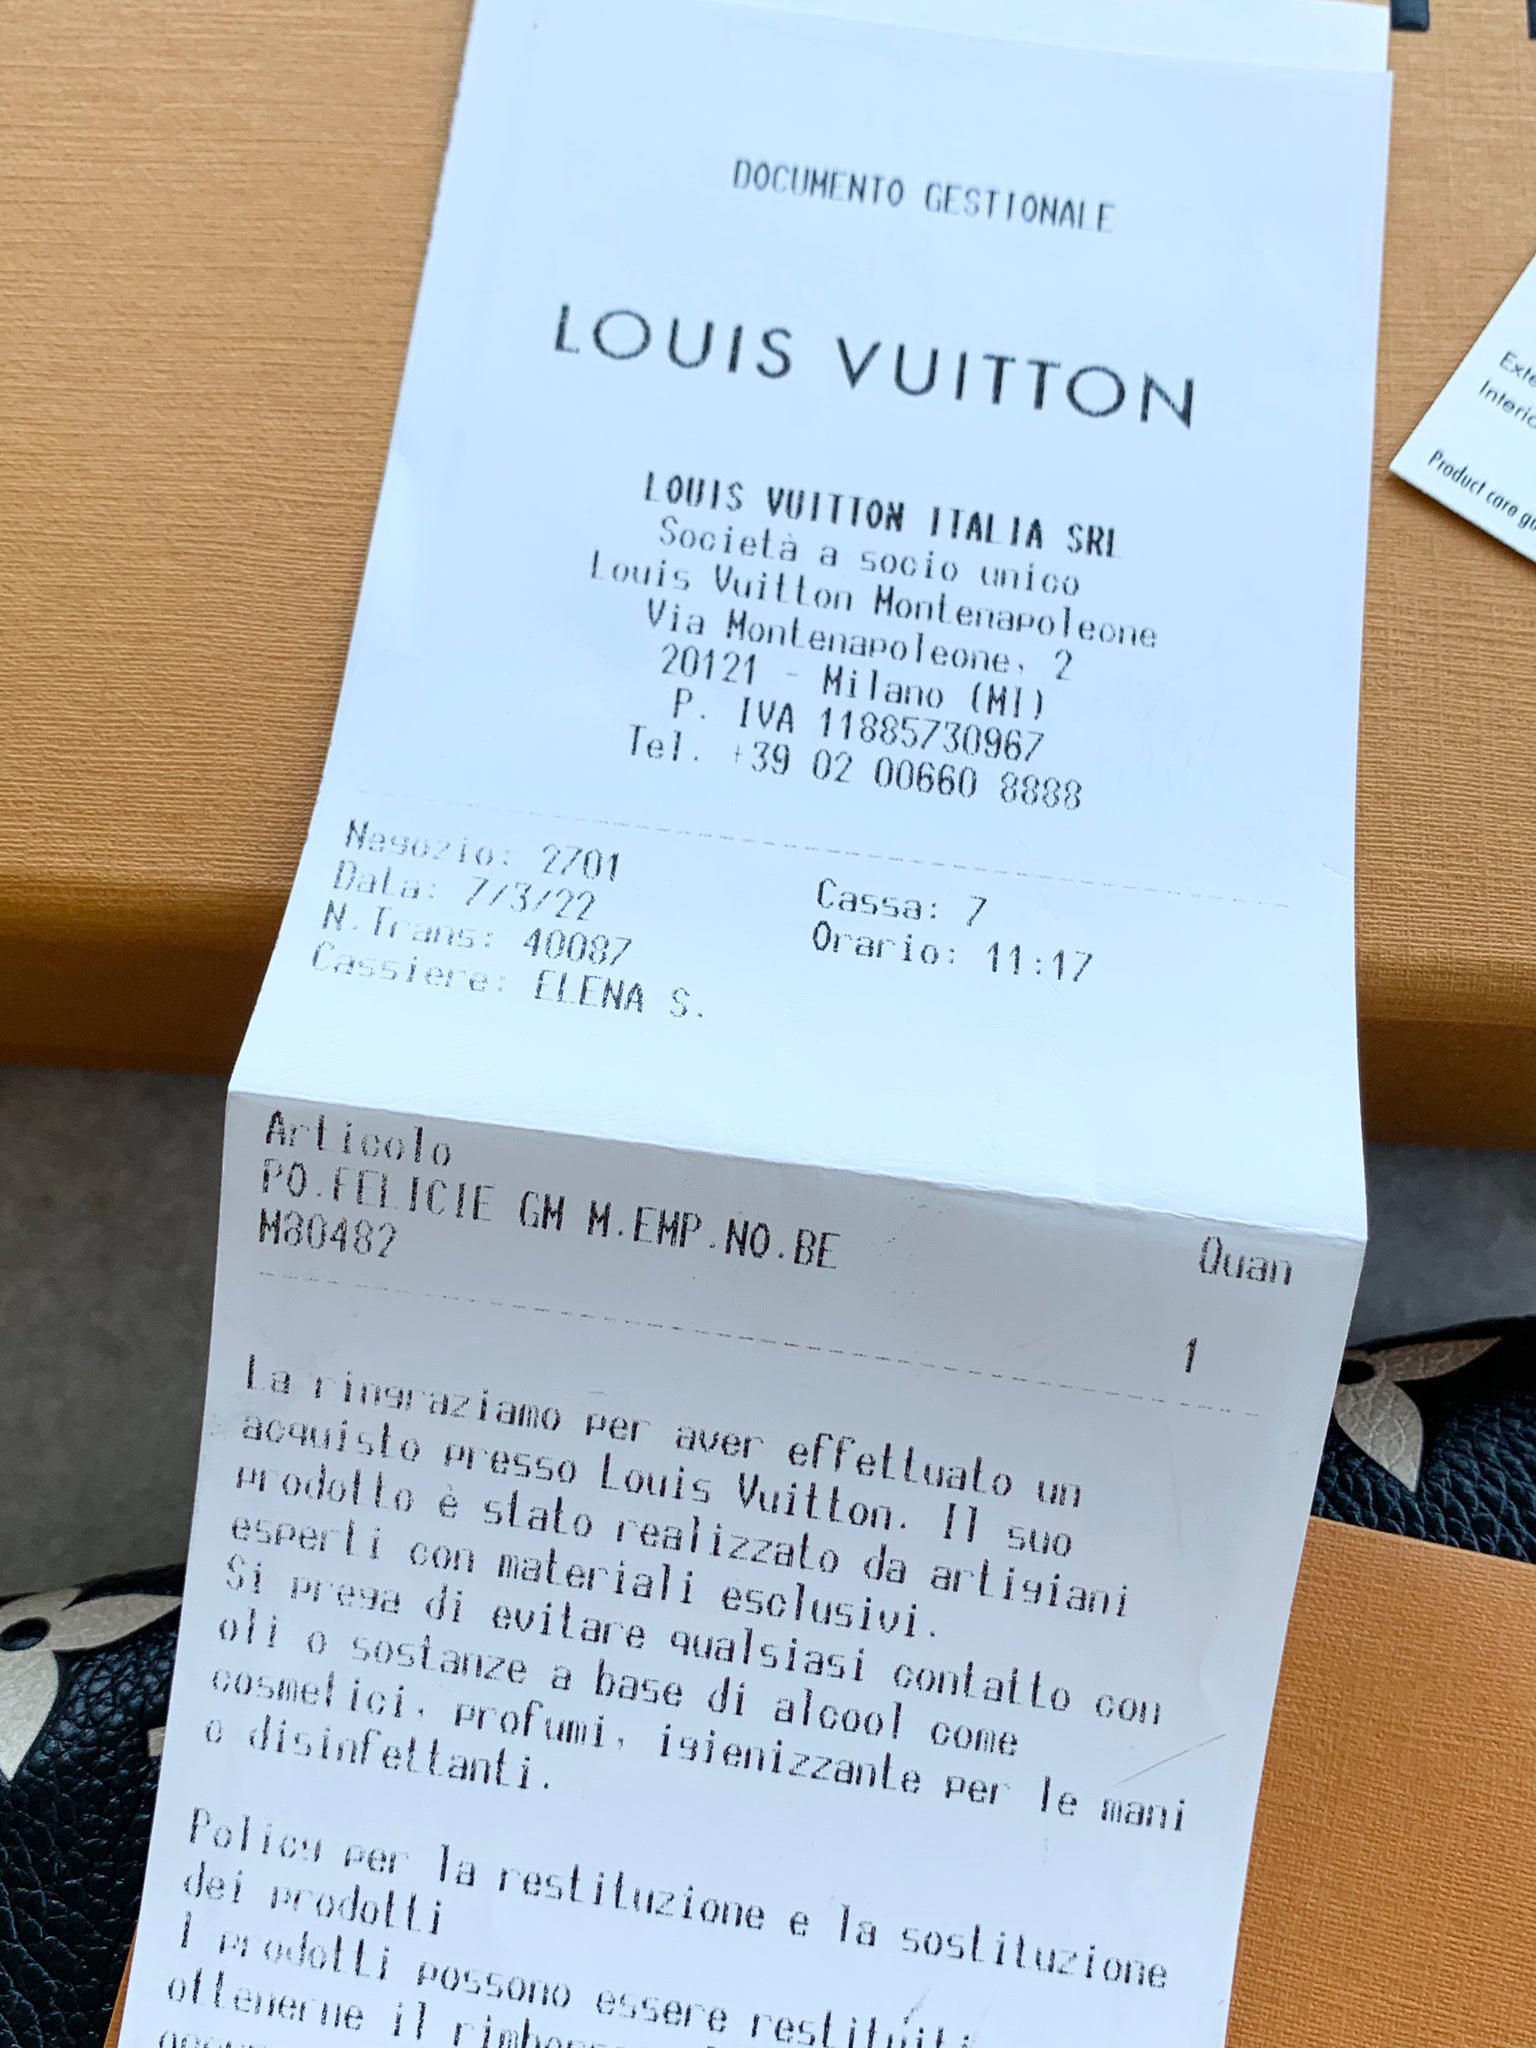 DOCUMENTO GESTIONALE
LOUIS VUITTON
LOUIS VUITTON ITALIA SRL
Società a socio unico
Louis Vuitton Montenapoleone
Via Montenapoleone, 2
20121 - Milano (MI)
P. IVA 11885730967
Tel. +39 02 00660 8888
Negozio: 2701 Cassa: 7
Data: 7/3/22 Orario: 11:17
N.Trans: 40087
Cassiere: ELENA S.
Articolo Quan
PO.FELICIE GM M.EMP.NO.BE
M80482 1
La ringraziamo per aver effettuato un
acquisto presso Louis Vuitton. Il suo
prodotto è stato realizzato da artigiani
esperti con materiali esclusivi.
Si prega di evitare qualsiasi contatto con
oli o sostanze a base di alcool come
cosmetici, profumi, igienizzante per le mani
o disinfettanti.
Policy per la restituzione e la sostituzione
dei prodotti
I prodotti possono essere restituiti
ottenerne il
Product care